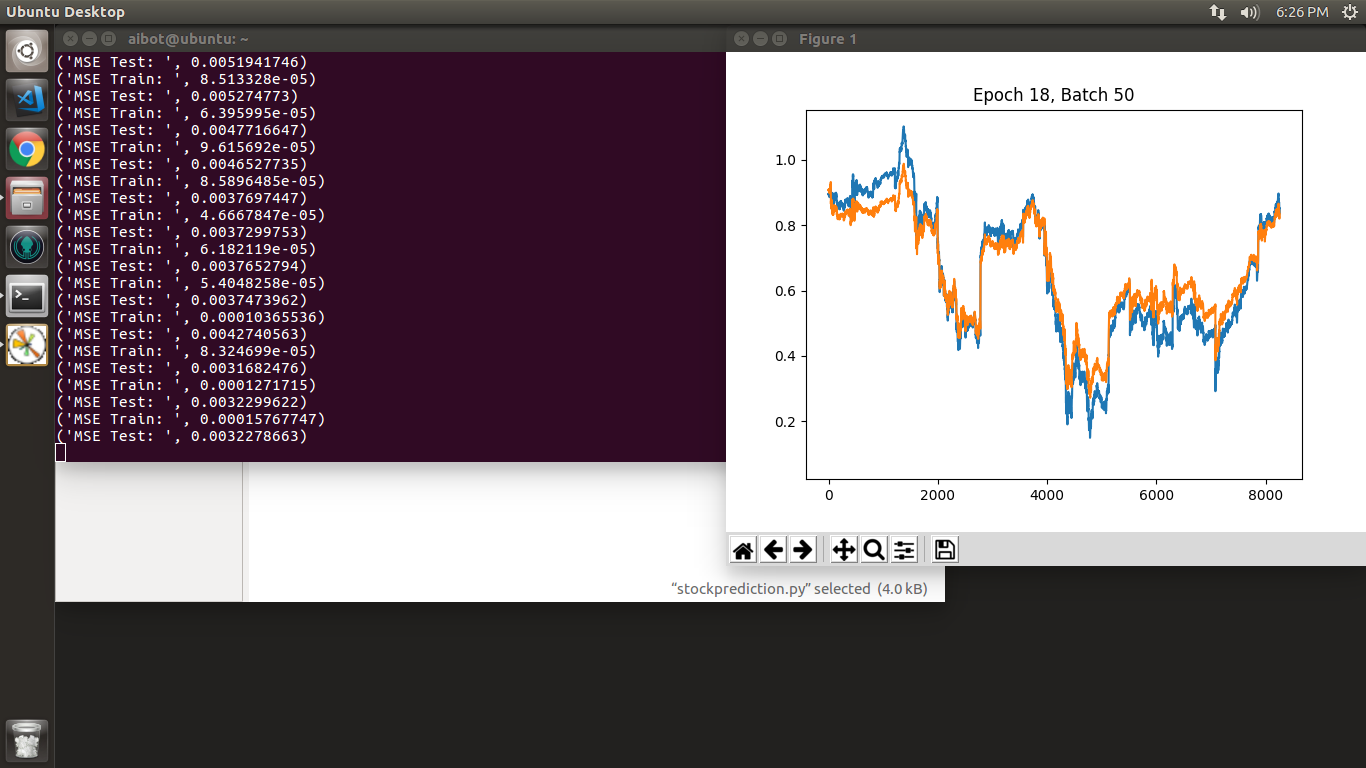 Ubuntu Desktop
6:26 PM
aibot@ubuntu: ~
('MSE Test: ', 0.0051941746)
('MSE Train: ', 8.513328e-05)
('MSE Test: ', 0.005274773)
('MSE Train: ', 6.395995e-05)
('MSE Test: ', 0.0047716647)
('MSE Train: ', 9.615692e-05)
('MSE Test: ', 0.0046527735)
('MSE Train: ', 8.5896485e-05)
('MSE Test: ', 0.0037697447)
('MSE Train: ', 4.6667847e-05)
('MSE Test: ', 0.0037299753)
('MSE Train: ', 6.182119e-05)
('MSE Test: ', 0.0037652794)
('MSE Train: ', 5.4048258e-05)
('MSE Test: ', 0.0037473962)
('MSE Train: ', 0.00010365536)
('MSE Test: ', 0.0042740563)
('MSE Train: ', 8.324699e-05)
('MSE Test: ', 0.0031682476)
('MSE Train: ', 0.0001271715)
('MSE Test: ', 0.0032299622)
('MSE Train: ', 0.00015767747)
('MSE Test: ', 0.0032278663)
Figure 1
Epoch 18, Batch 50
1.0
0.8
0.6
0.4
0.2
0 2000 4000 6000 8000
“stockprediction.py” selected (4.0 kB)